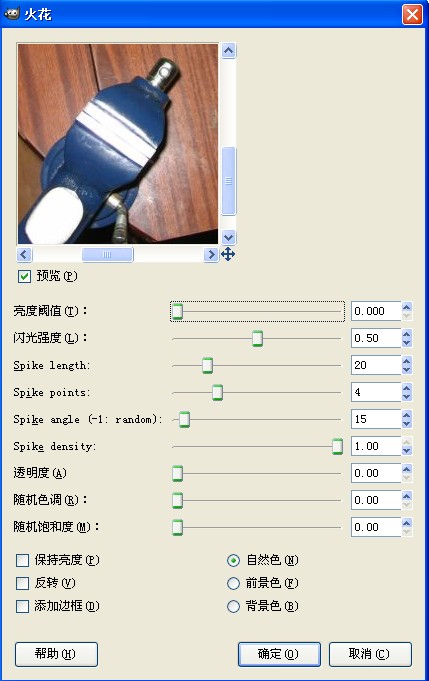 火花
预览(P)
亮度阈值(T)： 0.000
闪光强度(L)： 0.50
Spike length: 20
Spike points: 4
Spike angle (-1: random): 15
Spike density: 1.00
透明度(A) 0.00
随机色调(R)： 0.00
随机饱和度(M)： 0.00
保持亮度(P) 自然色(N)
反转(V) 前景色(F)
添加边框(D) 背景色(B)
帮助(H) 确定(O) 取消(C)